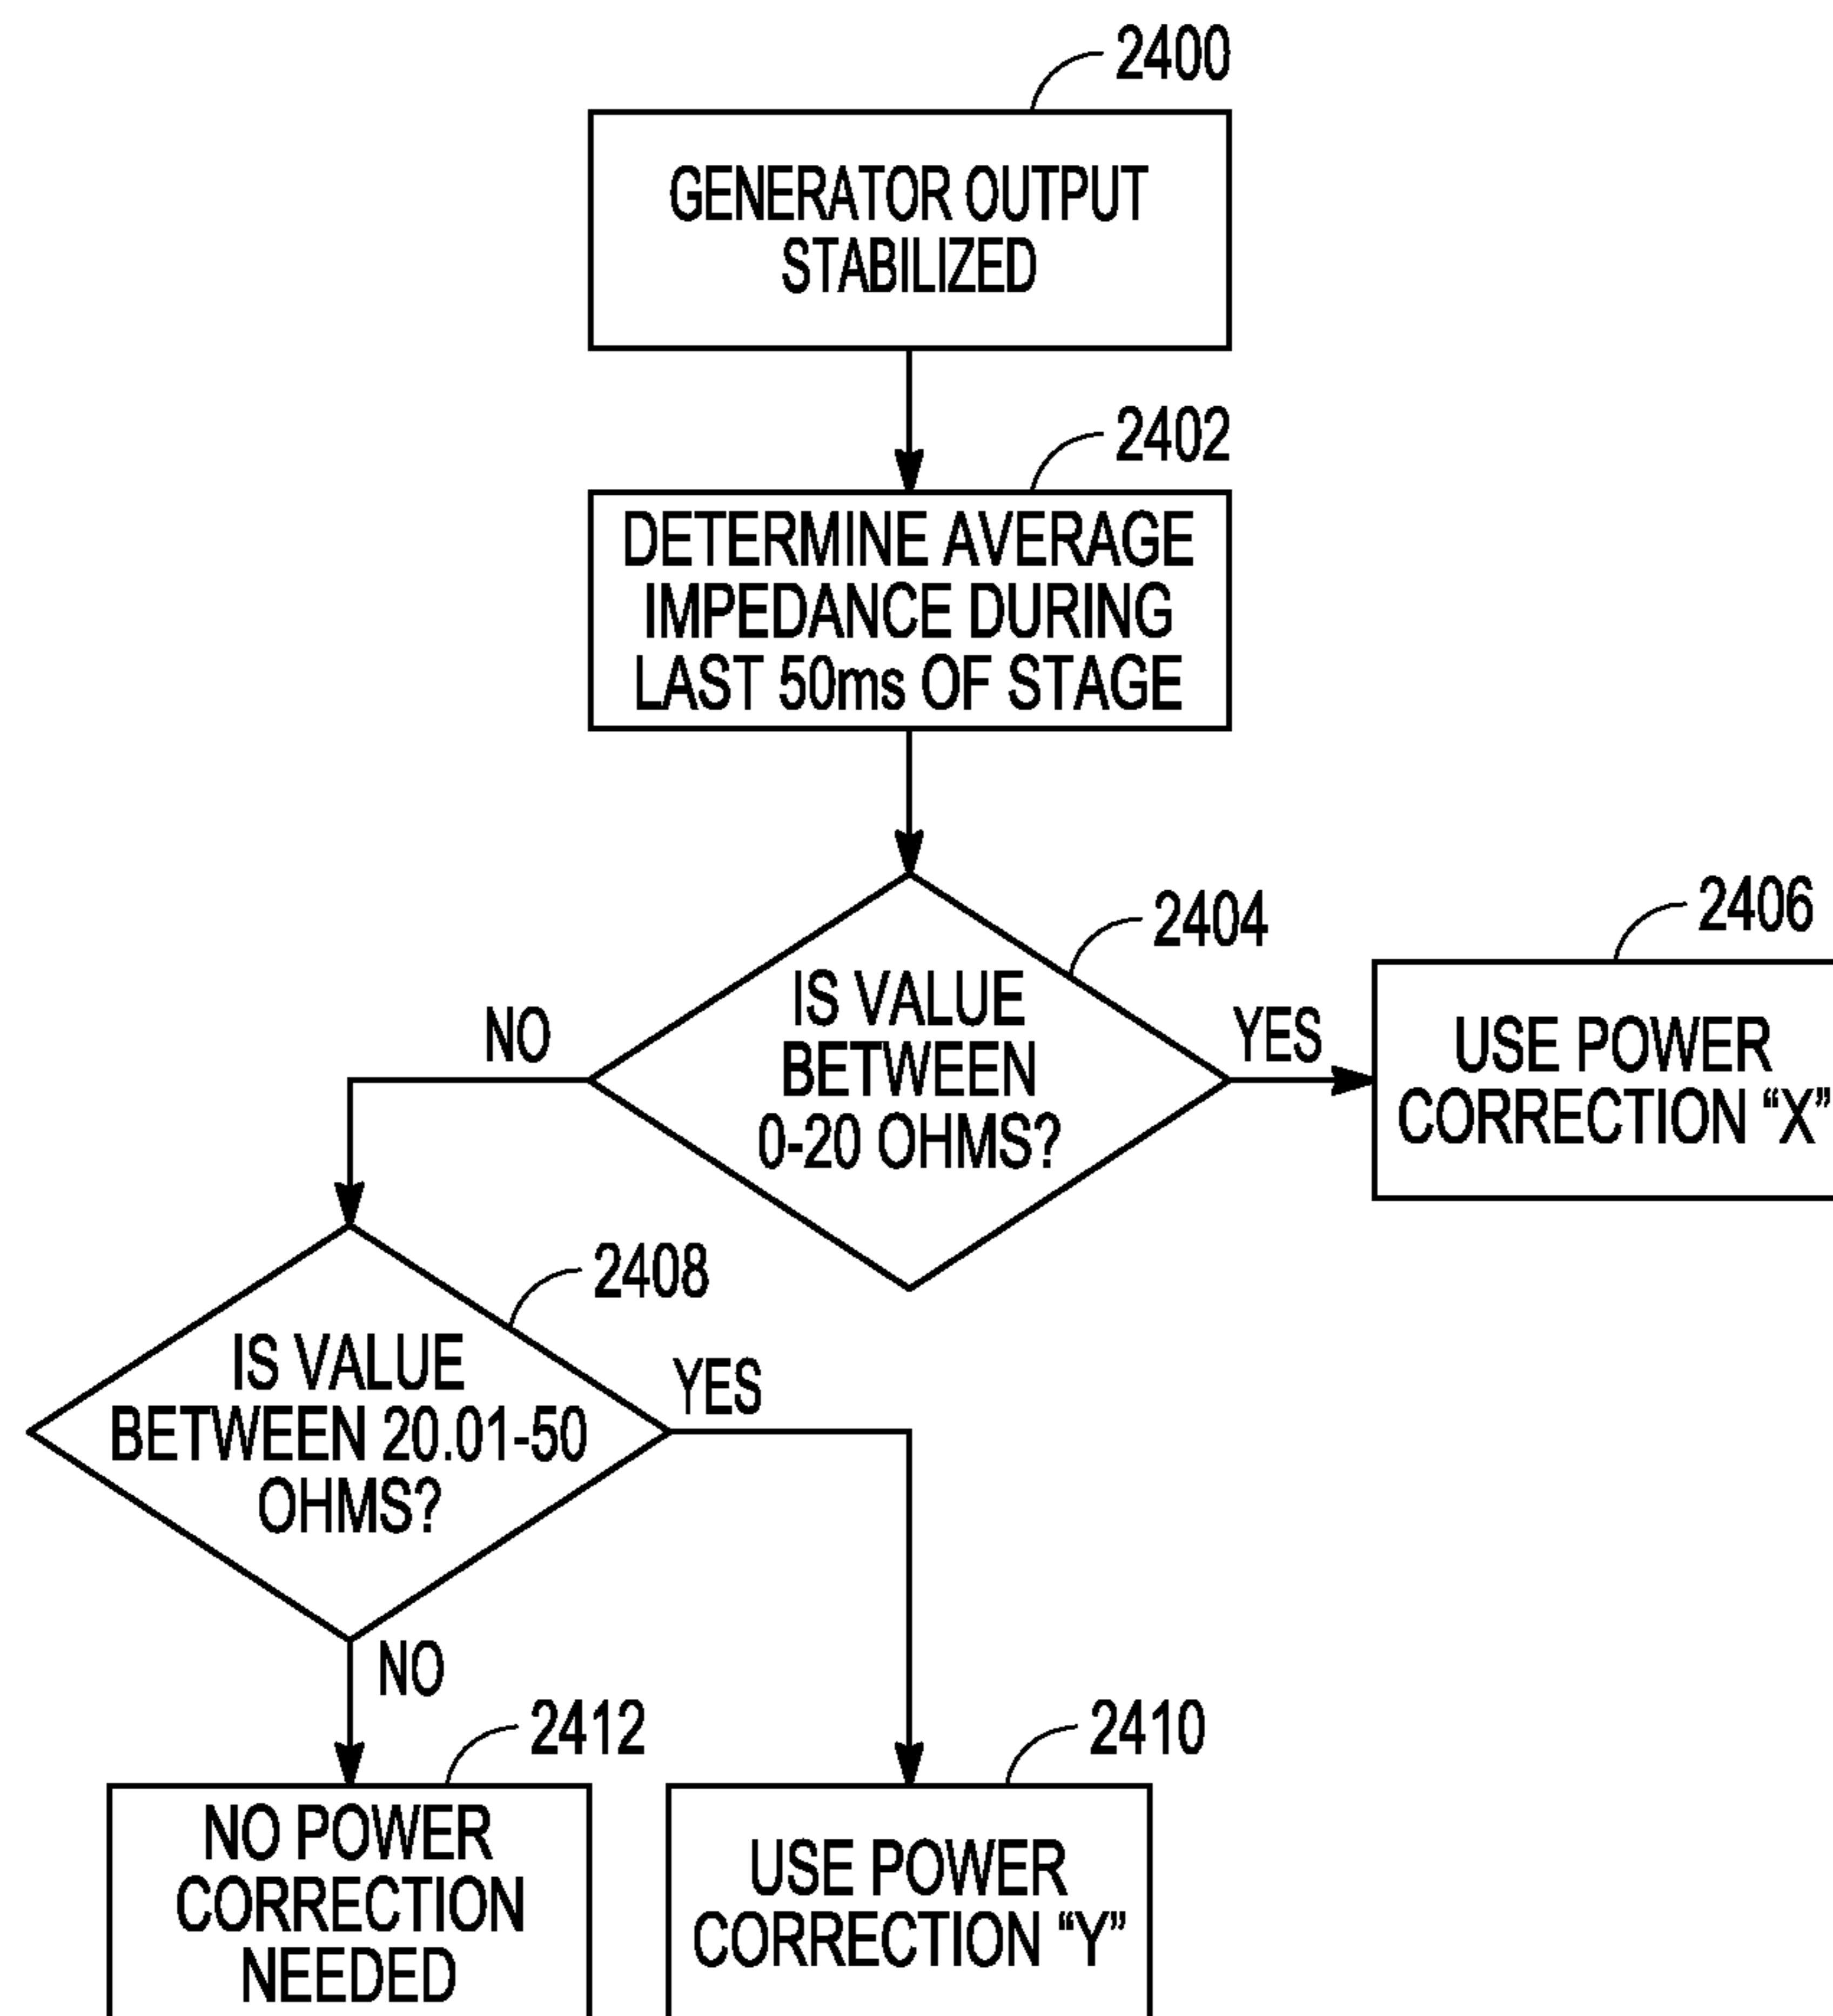 2400
GENERATOR OUTPUT
STABILIZED
2402
DETERMINE AVERAGE
IMPEDANCE DURING
LAST 50ms OF STAGE
2404
IS VALUE
BETWEEN
0-20 OHMS?
NO
YES
2406
USE POWER
CORRECTION “X”
2408
IS VALUE
BETWEEN 20.01-50
OHMS?
YES
NO
2412
NO POWER
CORRECTION
NEEDED
2410
USE POWER
CORRECTION “Y”